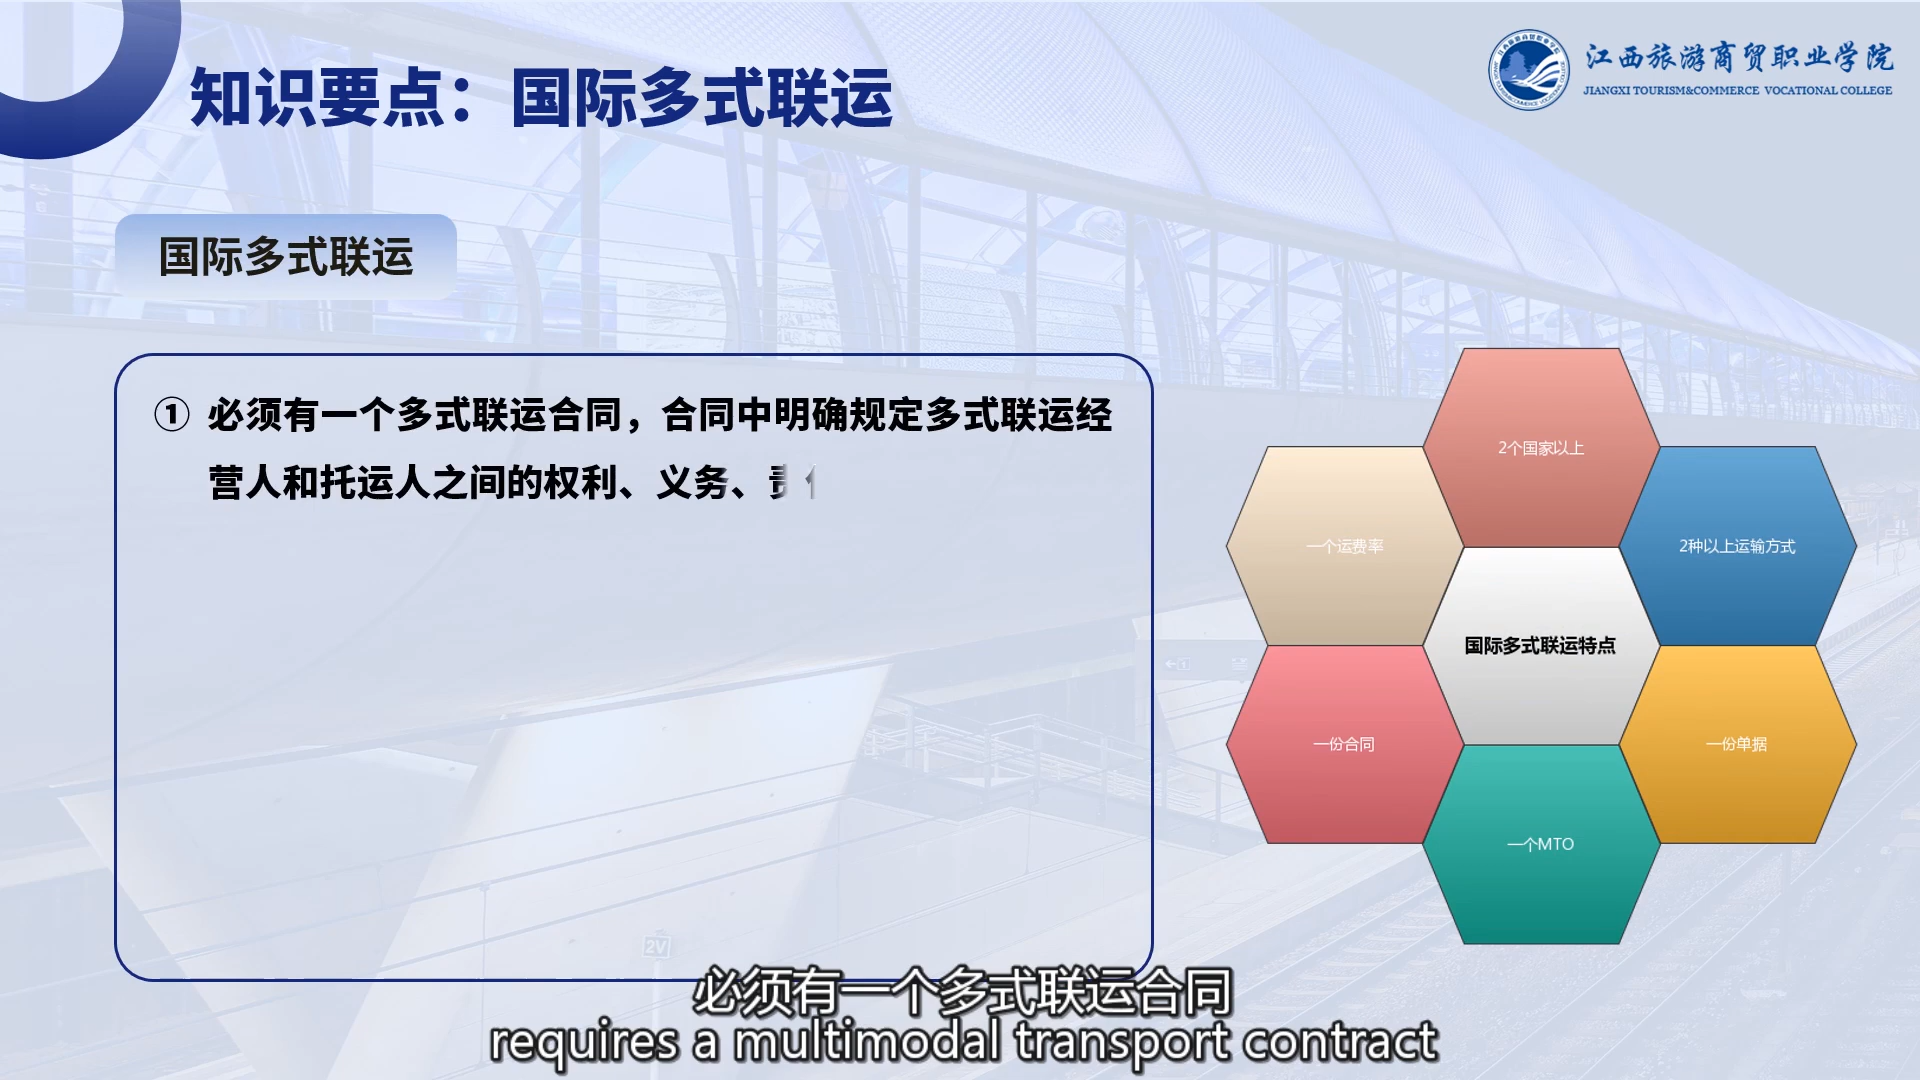 知识要点：国际多式联运
江西旅游商贸职业学院
JIANGXI TOURISM&COMMERCE VOCATIONAL COLLEGE
国际多式联运
① 必须有一个多式联运合同，合同中明确规定多式联运经
营人和托运人之间的权利、义务、责
2个国家以上
一个运费率
2种以上运输方式
国际多式联运特点
一份合同
一份单据
一个MTO
2V
必须有一个多式联运合同
requires a multimodal transport contract